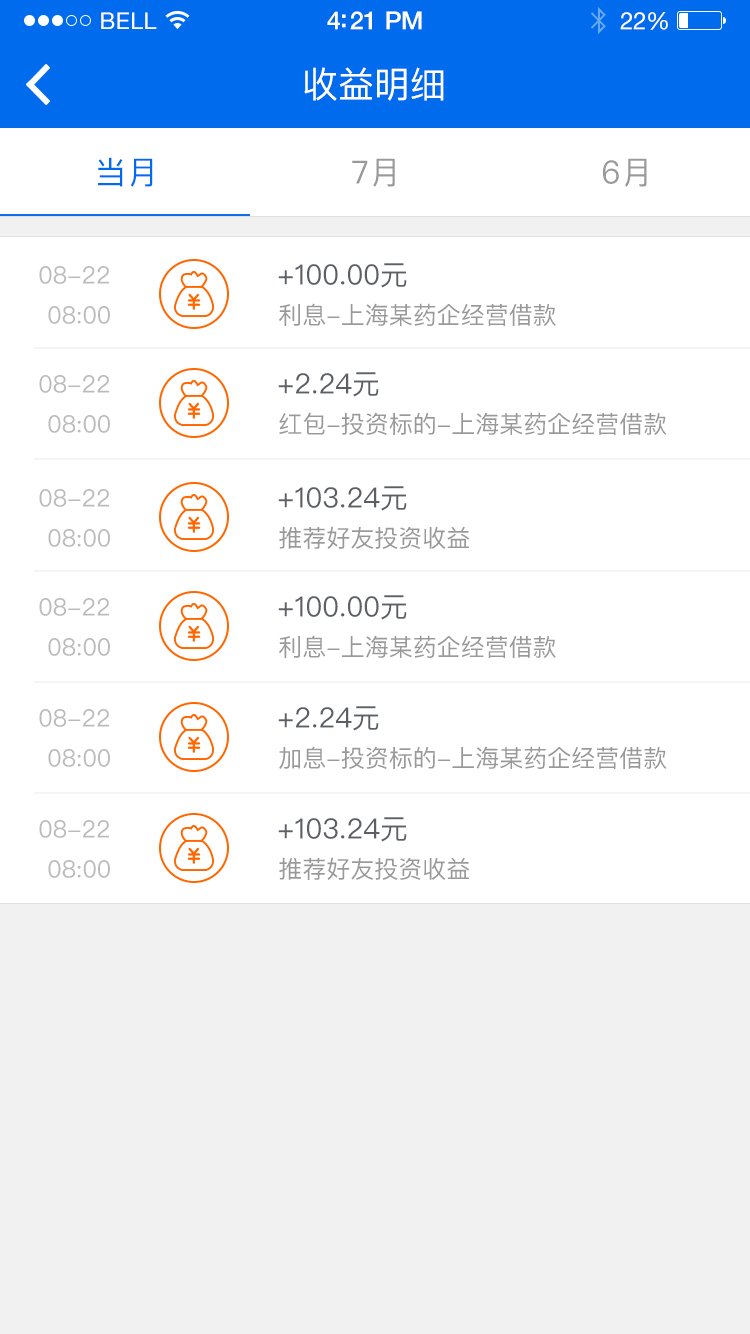 BELL 4:21 PM 22%
收益明细
当月 7月 6月
08-22 +100.00元
08:00 ¥ 利息-上海某药企经营借款
08-22 +2.24元
08:00 ¥ 红包-投资标的-上海某药企经营借款
08-22 +103.24元
08:00 ¥ 推荐好友投资收益
08-22 +100.00元
08:00 ¥ 利息-上海某药企经营借款
08-22 +2.24元
08:00 ¥ 加息-投资标的-上海某药企经营借款
08-22 +103.24元
08:00 ¥ 推荐好友投资收益